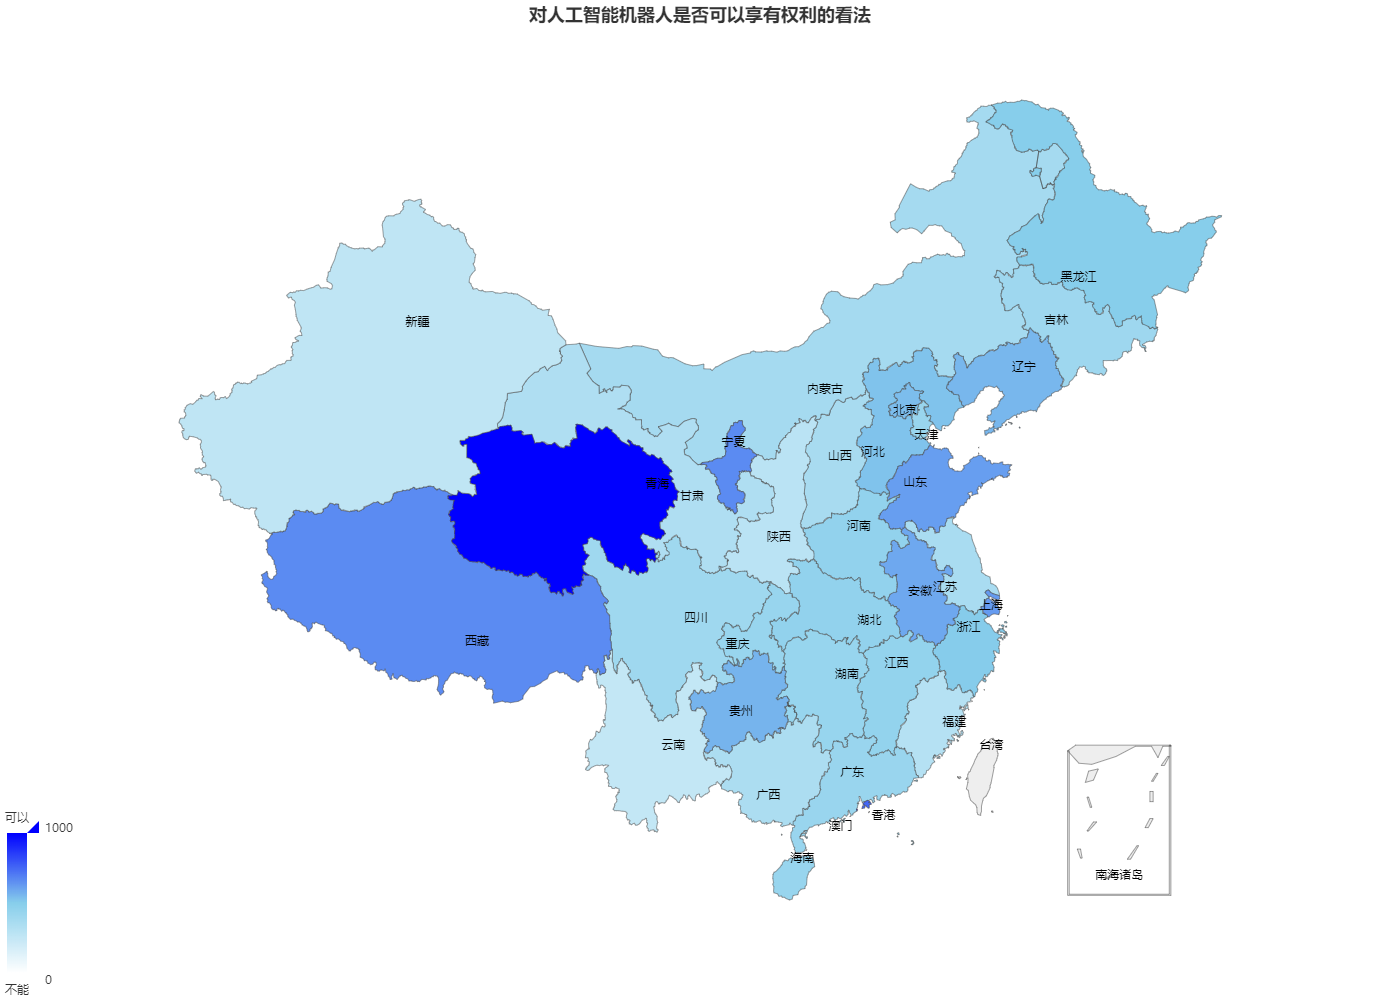 对人工智能机器人是否可以享有权利的看法
黑龙江
吉林
新疆
辽宁
内蒙古
北京
天津
宁夏
山西
河北
山东
青海
甘肃
河南
陕西
安徽
江苏
上海
四川
湖北
浙江
西藏
重庆
江西
湖南
贵州
福建
云南
台湾
广东
广西
香港
澳门
海南
南海诸岛
可以
1000
0
不能